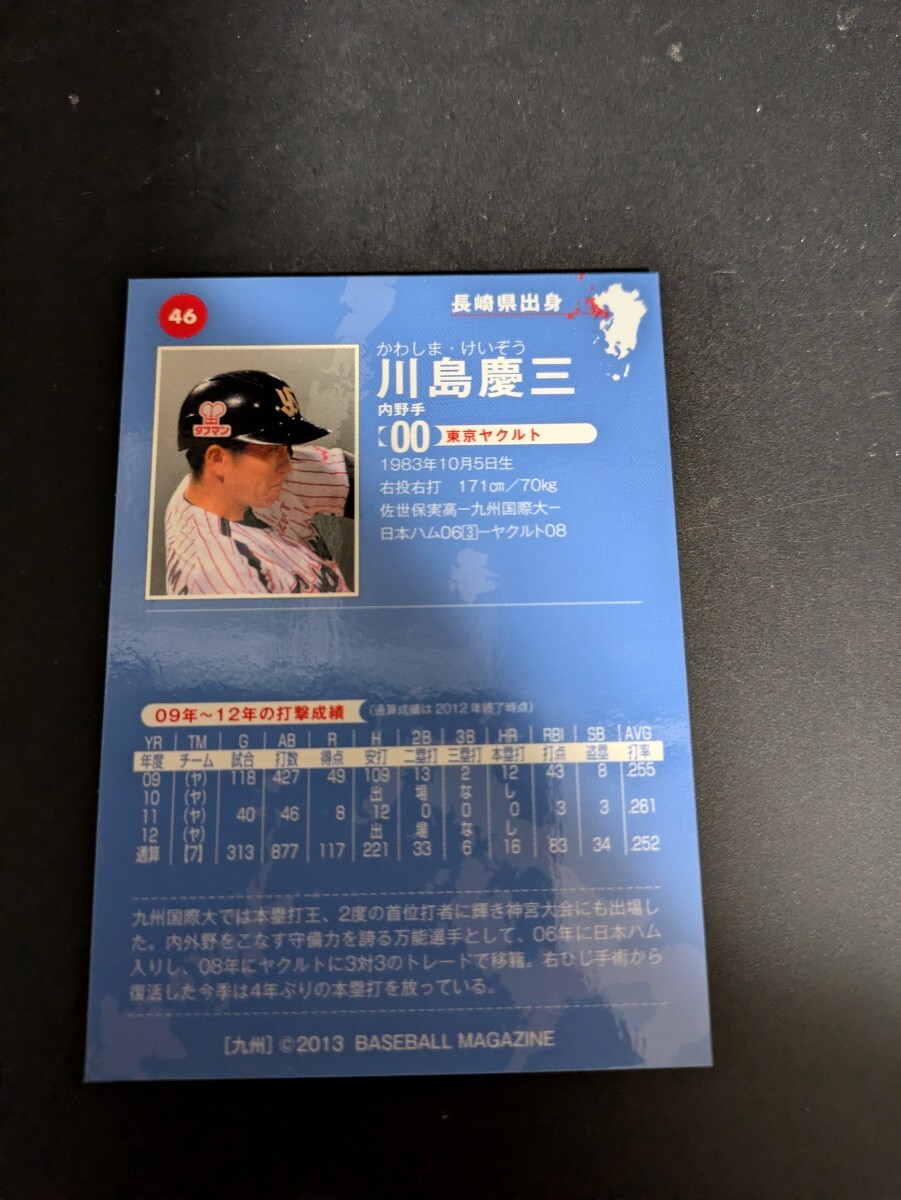 46
長崎県出身
かわしま・けいぞう
川島慶三
内野手
00 東京ヤクルト
1983年10月5日生
右投右打 171cm/70kg
佐世保実高−九州国際大−
日本ハム06[3]−ヤクルト08
YS
タフマン
09年〜12年の打撃成績 (通算成績は2012年終了時点)
YR TM G AB R H 2B 3B HR RBI SB AVG
年度 チーム 試合 打数 得点 安打 二塁打 三塁打 本塁打 打点 盗塁 打率
09 (ヤ) 118 427 49 109 13 2 12 43 8 .255
10 (ヤ) 出 場 な し
11 (ヤ) 40 46 8 12 0 0 0 3 3 .261
12 (ヤ) 出 場 な し
通算 [7] 313 877 117 221 33 6 16 83 34 .252
九州国際大では本塁打王、2度の首位打者に輝き神宮大会にも出場し
た。内外野をこなす守備力を誇る万能選手として、06年に日本ハム
入りし、08年にヤクルトに3対3のトレードで移籍。右ひじ手術から
復活した今季は4年ぶりの本塁打を放っている。
[九州] ©2013 BASEBALL MAGAZINE